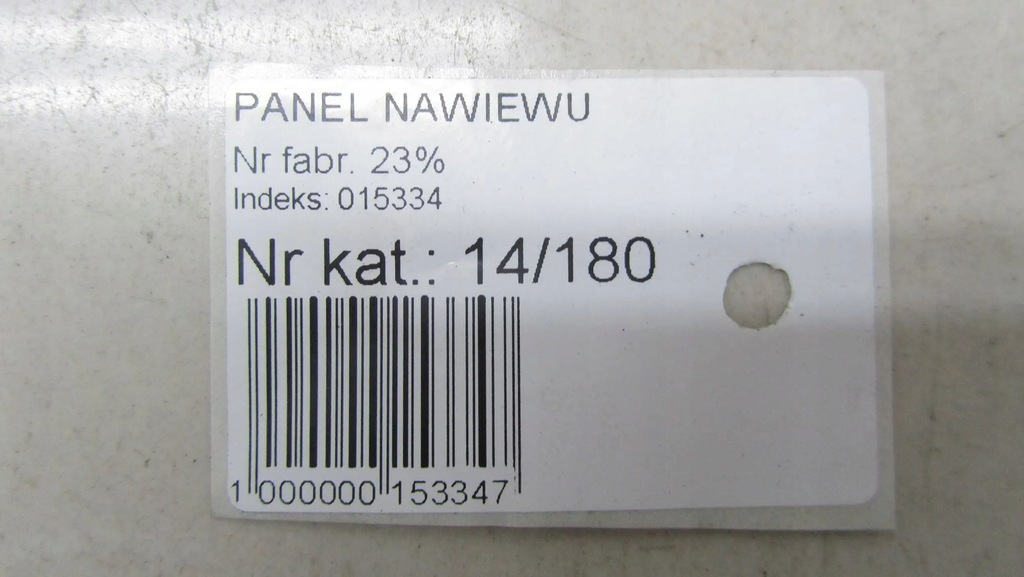 PANEL NAWIEWU
Nr fabr. 23%
Indeks: 015334
Nr kat.: 14/180
1 000000 153347